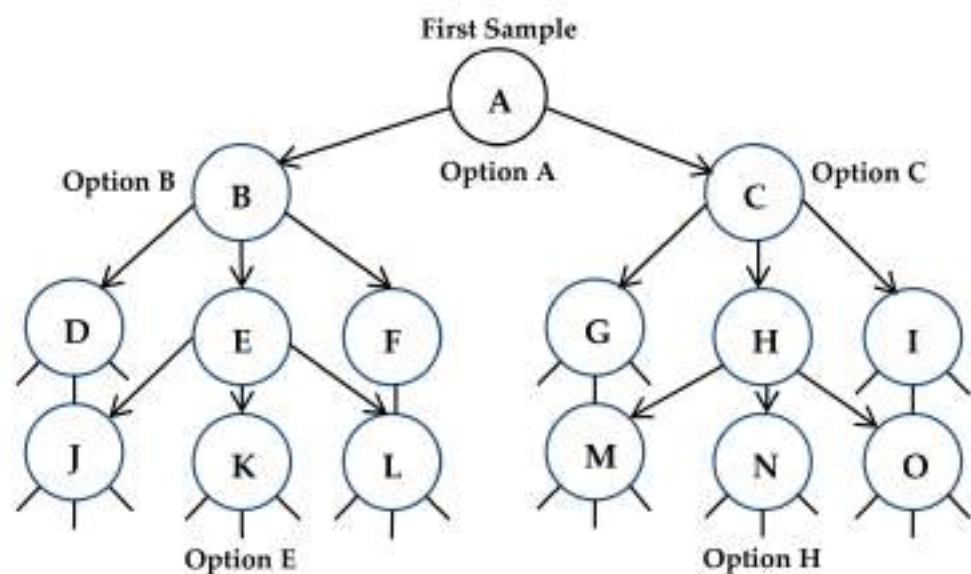 First Sample
A
Option B
B
Option A
C
Option C
D
E
F
G
H
I
J
K
L
M
N
O
Option E
Option H